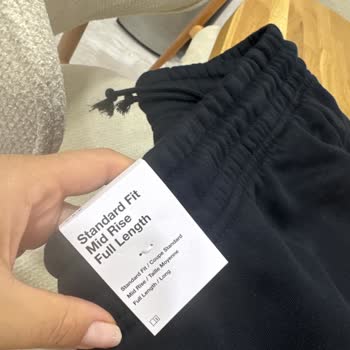 Standard Fit
Mid Rise
Full Length
Standard Fit / Coupe Standard
Mid Rise / Taille Moyenne
Full Length / Long